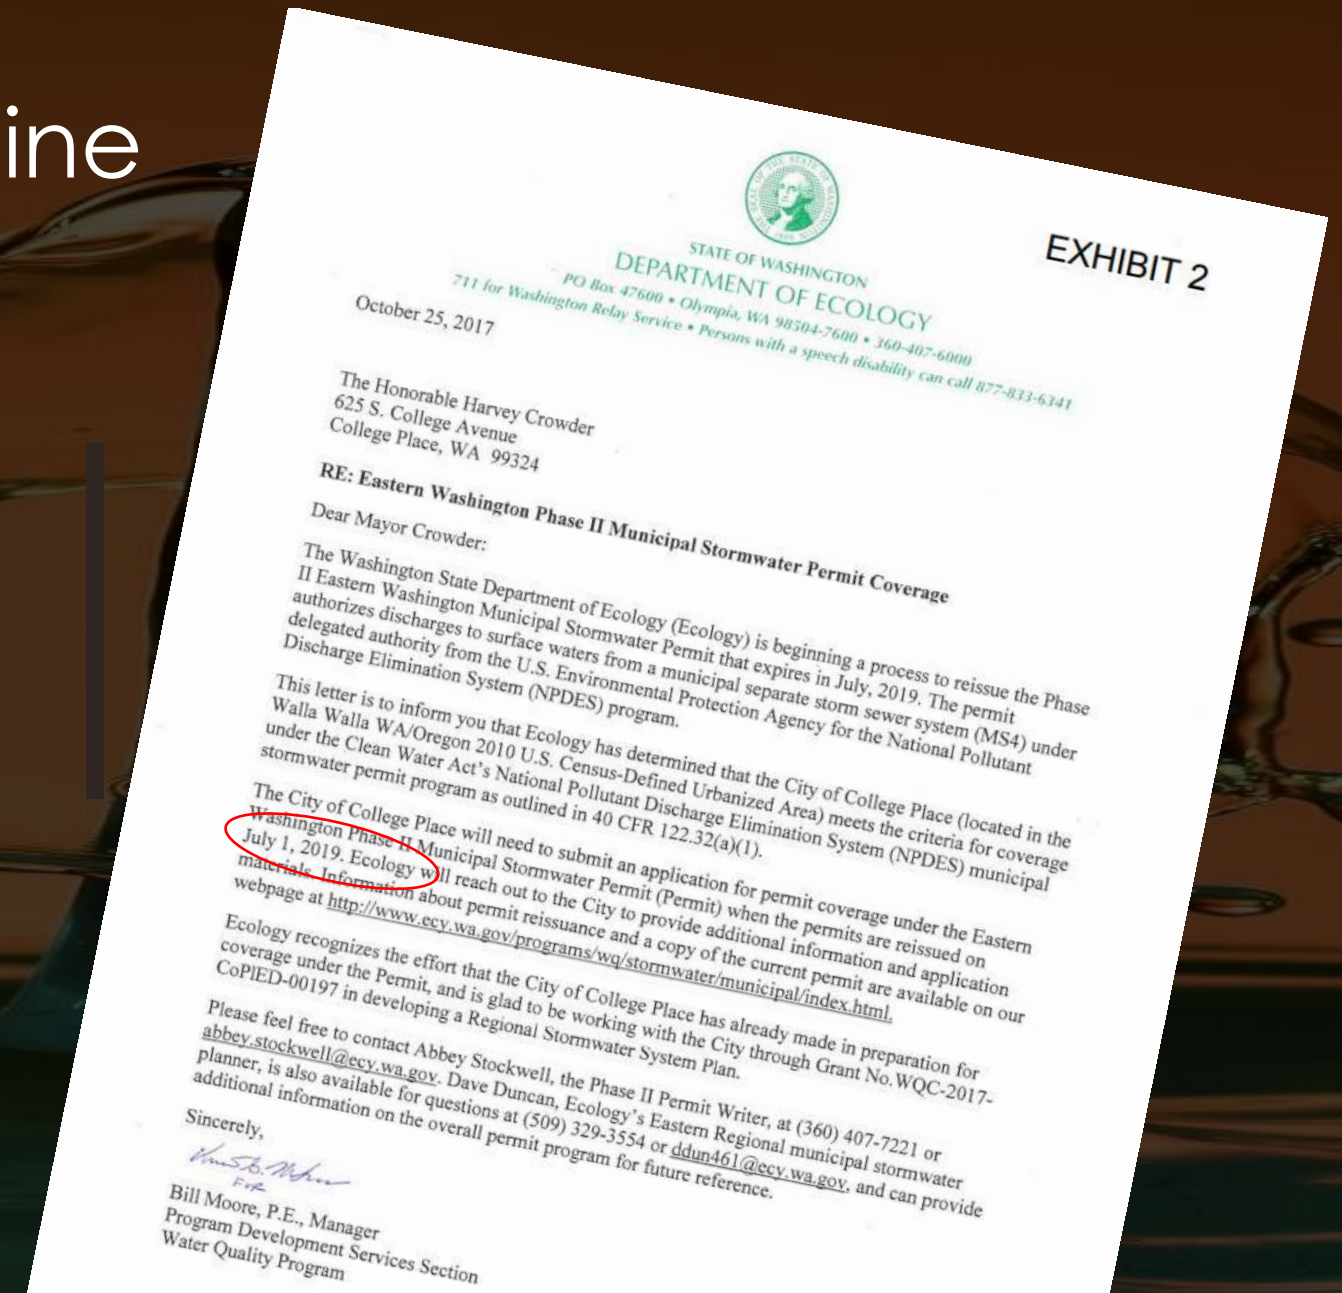 ine
THE SEAL OF THE STATE OF WASHINGTON
1889
EXHIBIT 2
STATE OF WASHINGTON
DEPARTMENT OF ECOLOGY
PO Box 47600 • Olympia, WA 98504-7600 • 360-407-6000
711 for Washington Relay Service • Persons with a speech disability can call 877-833-6341
October 25, 2017
The Honorable Harvey Crowder
625 S. College Avenue
College Place, WA 99324
RE: Eastern Washington Phase II Municipal Stormwater Permit Coverage
Dear Mayor Crowder:
The Washington State Department of Ecology (Ecology) is beginning a process to reissue the Phase
II Eastern Washington Municipal Stormwater Permit that expires in July, 2019. The permit
authorizes discharges to surface waters from a municipal separate storm sewer system (MS4) under
delegated authority from the U.S. Environmental Protection Agency for the National Pollutant
Discharge Elimination System (NPDES) program.
This letter is to inform you that Ecology has determined that the City of College Place (located in the
Walla Walla WA/Oregon 2010 U.S. Census-Defined Urbanized Area) meets the criteria for coverage
under the Clean Water Act's National Pollutant Discharge Elimination System (NPDES) municipal
stormwater permit program as outlined in 40 CFR 122.32(a)(1).
The City of College Place will need to submit an application for permit coverage under the Eastern
Washington Phase II Municipal Stormwater Permit (Permit) when the permits are reissued on
July 1, 2019. Ecology will reach out to the City to provide additional information and application
materials. Information about permit reissuance and a copy of the current permit are available on our
webpage at http://www.ecy.wa.gov/programs/wq/stormwater/municipal/index.html.
Ecology recognizes the effort that the City of College Place has already made in preparation for
coverage under the Permit, and is glad to be working with the City through Grant No. WQC-2017-
CoPlED-00197 in developing a Regional Stormwater System Plan.
Please feel free to contact Abbey Stockwell, the Phase II Permit Writer, at (360) 407-7221 or
abbey.stockwell@ecy.wa.gov. Dave Duncan, Ecology's Eastern Regional municipal stormwater
planner, is also available for questions at (509) 329-3554 or ddun461@ecy.wa.gov, and can provide
additional information on the overall permit program for future reference.
Sincerely,
FOR
Bill Moore, P.E., Manager
Program Development Services Section
Water Quality Program